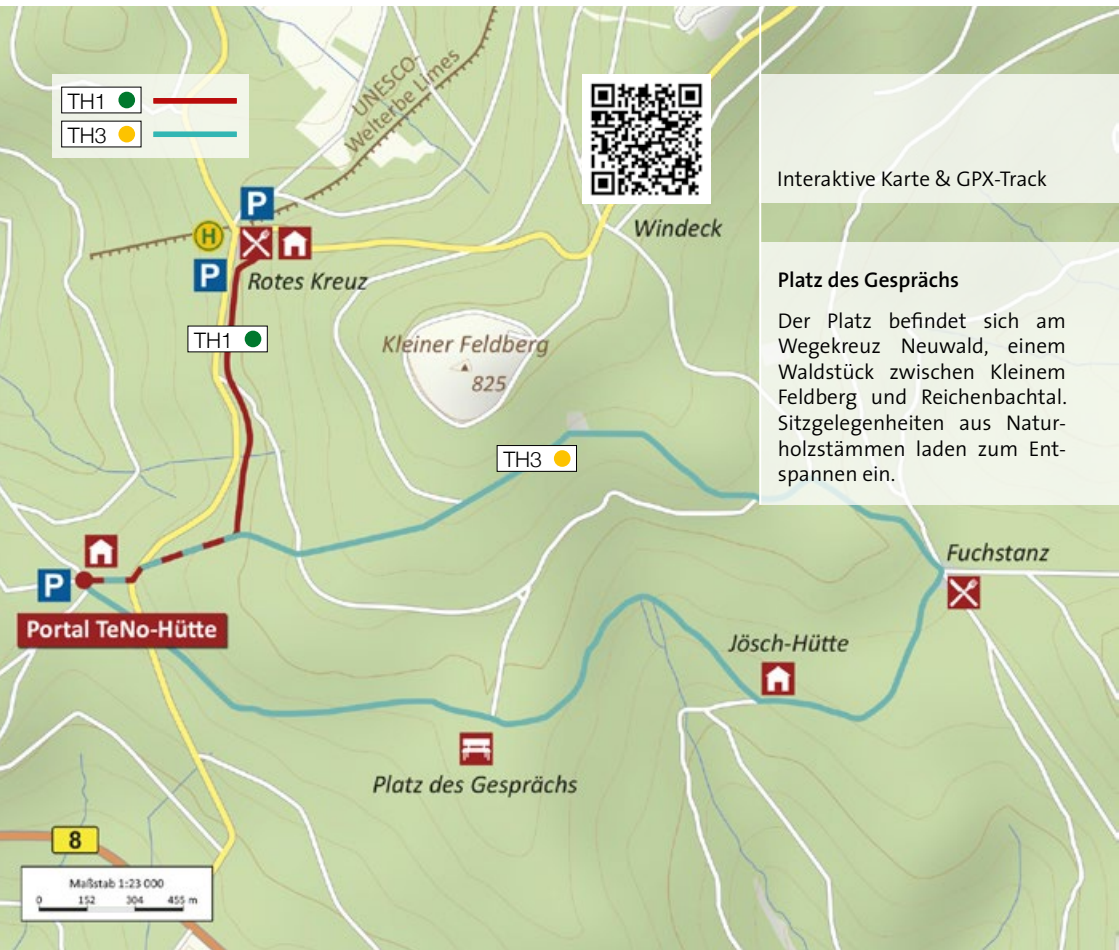 TH1
TH3
UNESCO-
Welterbe Limes
P
H
P
Rotes Kreuz
Windeck
Interaktive Karte & GPX-Track
Platz des Gesprächs
Der Platz befindet sich am
Wegekreuz Neuwald, einem
Waldstück zwischen Kleinem
Feldberg und Reichenbachtal.
Sitzgelegenheiten aus Natur-
holzstämmen laden zum Ent-
spannen ein.
TH1
Kleiner Feldberg
825
TH3
Fuchstanz
P
Portal TeNo-Hütte
Jösch-Hütte
Platz des Gesprächs
8
Maßstab 1:23 000
0 152 304 455 m